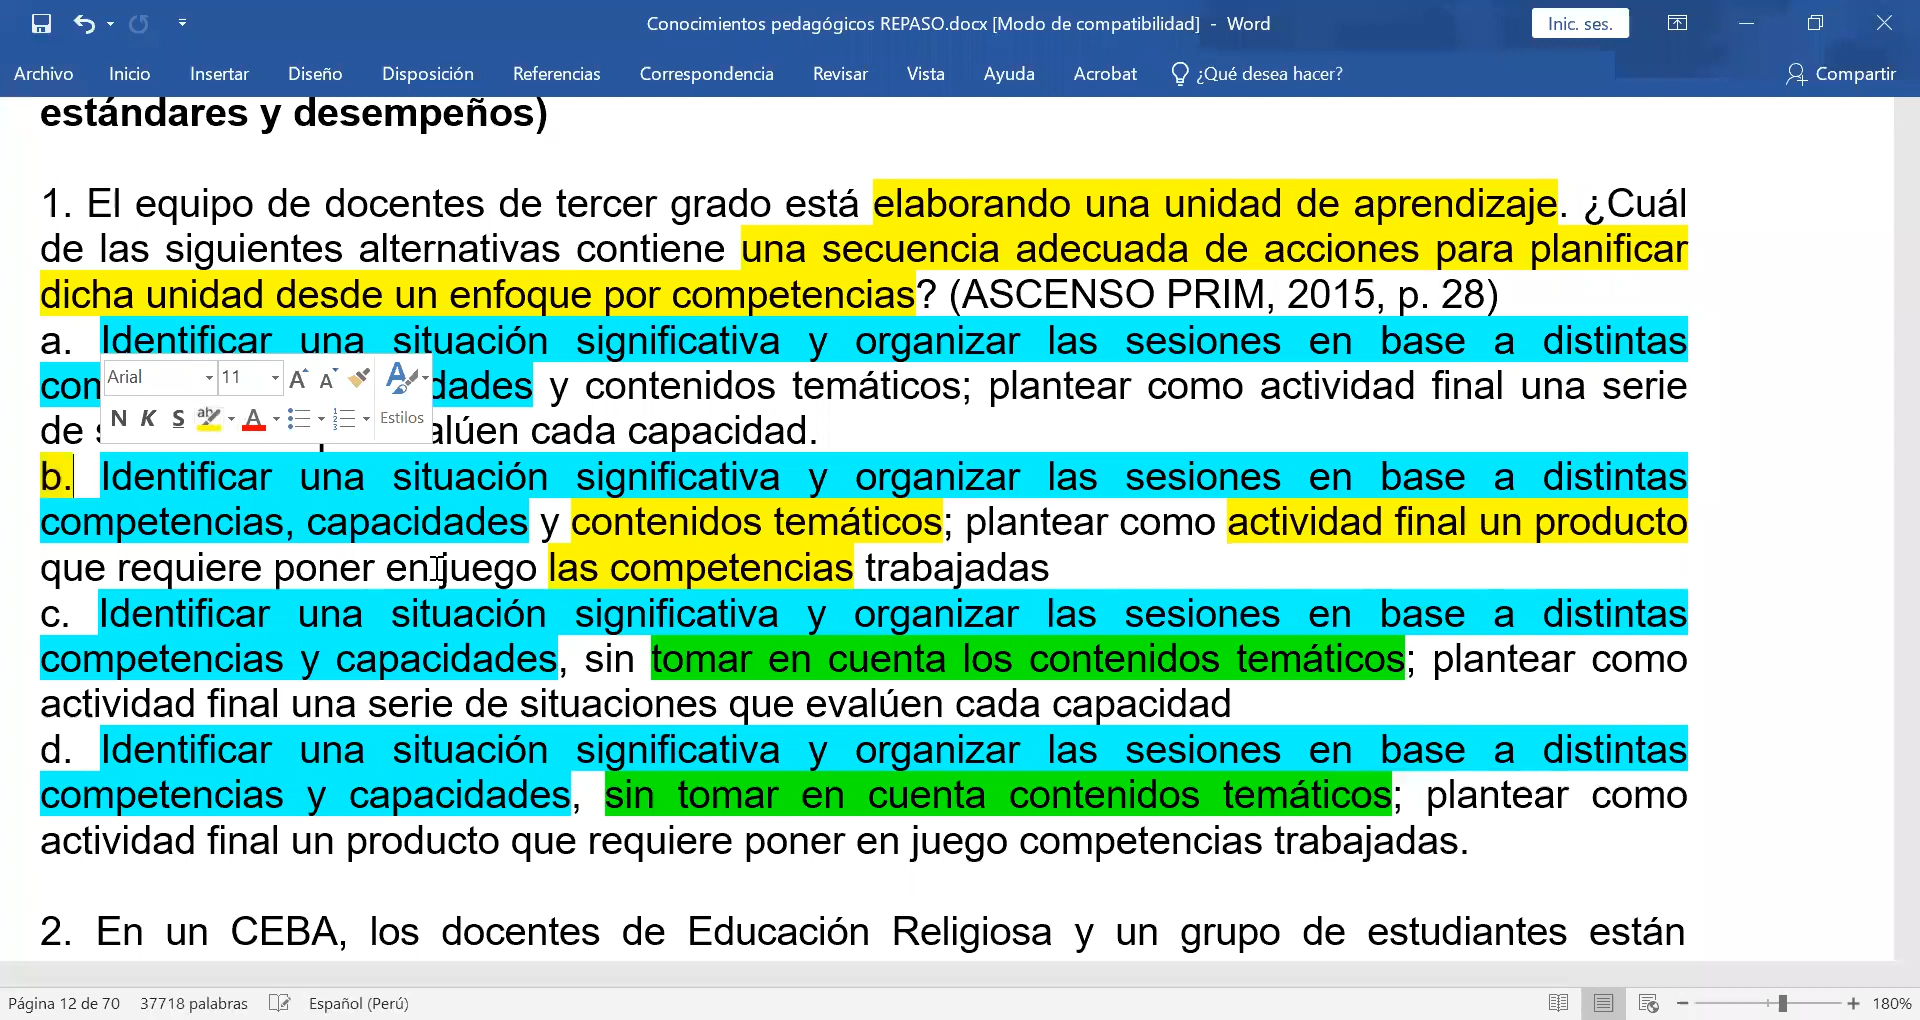 Conocimientos pedagógicos REPASO.docx [Modo de compatibilidad] - Word
Inic. ses.
Archivo Inicio Insertar Diseño Disposición Referencias Correspondencia Revisar Vista Ayuda Acrobat ¿Qué desea hacer? Compartir
estándares y desempeños)
1. El equipo de docentes de tercer grado está elaborando una unidad de aprendizaje. ¿Cuál
de las siguientes alternativas contiene una secuencia adecuada de acciones para planificar
dicha unidad desde un enfoque por competencias? (ASCENSO PRIM, 2015, p. 28)
a. Identificar una situación significativa y organizar las sesiones en base a distintas
dades y contenidos temáticos; plantear como actividad final una serie
Arial 11
de alúen cada capacidad.
N K S Estilos
b. Identificar una situación significativa y organizar las sesiones en base a distintas
competencias, capacidades y contenidos temáticos; plantear como actividad final un producto
que requiere poner en juego las competencias trabajadas
c. Identificar una situación significativa y organizar las sesiones en base a distintas
competencias y capacidades, sin tomar en cuenta los contenidos temáticos; plantear como
actividad final una serie de situaciones que evalúen cada capacidad
d. Identificar una situación significativa y organizar las sesiones en base a distintas
competencias y capacidades, sin tomar en cuenta contenidos temáticos; plantear como
actividad final un producto que requiere poner en juego competencias trabajadas.
2. En un CEBA, los docentes de Educación Religiosa y un grupo de estudiantes están
Página 12 de 70 37718 palabras Español (Perú) 180%